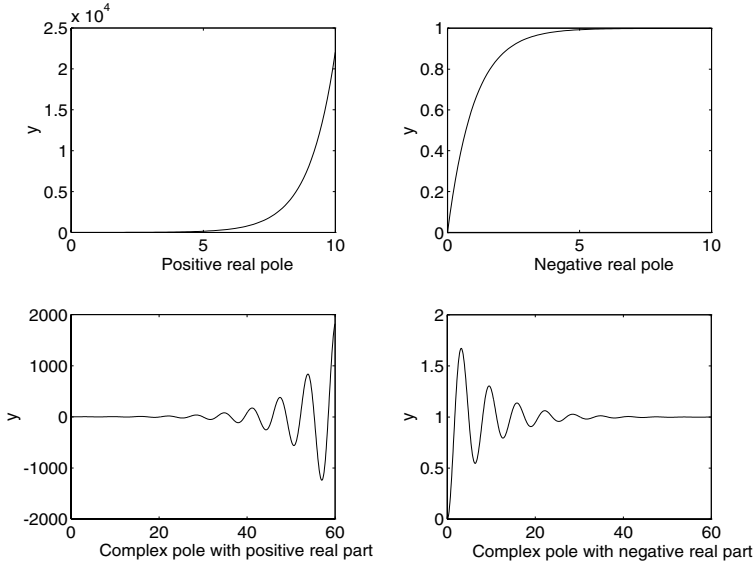 x 10^4
2.5
2
1.5
1
0.5
0
y
0 5 10
Positive real pole
1
0.8
0.6
0.4
0.2
0
y
0 5 10
Negative real pole
2000
1000
0
-1000
-2000
y
0 20 40 60
Complex pole with positive real part
2
1.5
1
0.5
0
y
0 20 40 60
Complex pole with negative real part